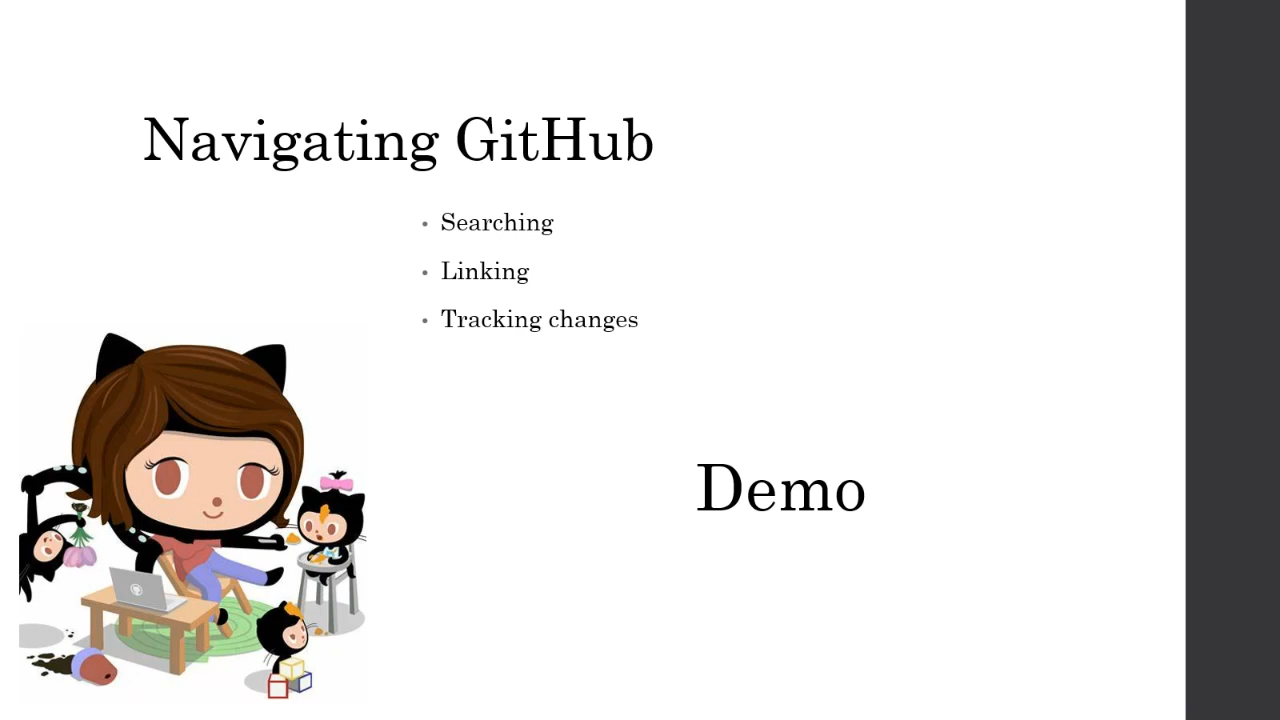 Navigating GitHub
• Searching
• Linking
• Tracking changes
Demo